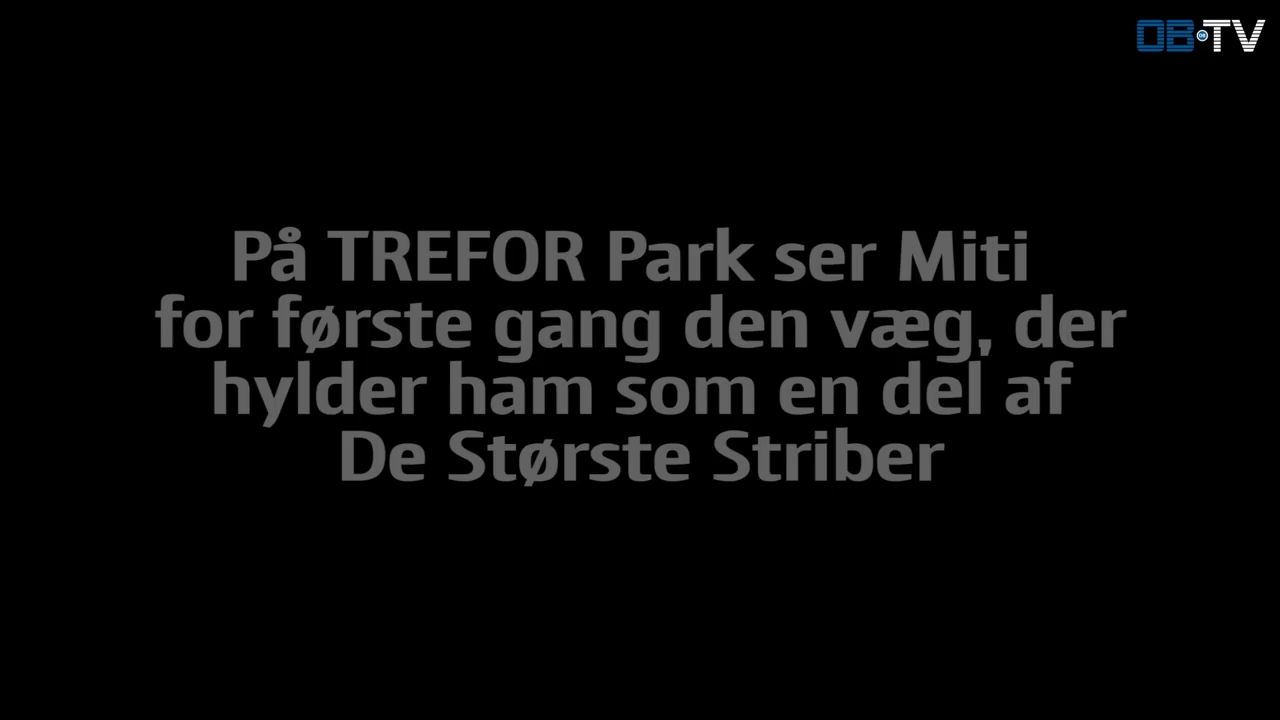 OB TV
På TREFOR Park ser Miti
for første gang den væg, der
hylder ham som en del af
De Største Striber